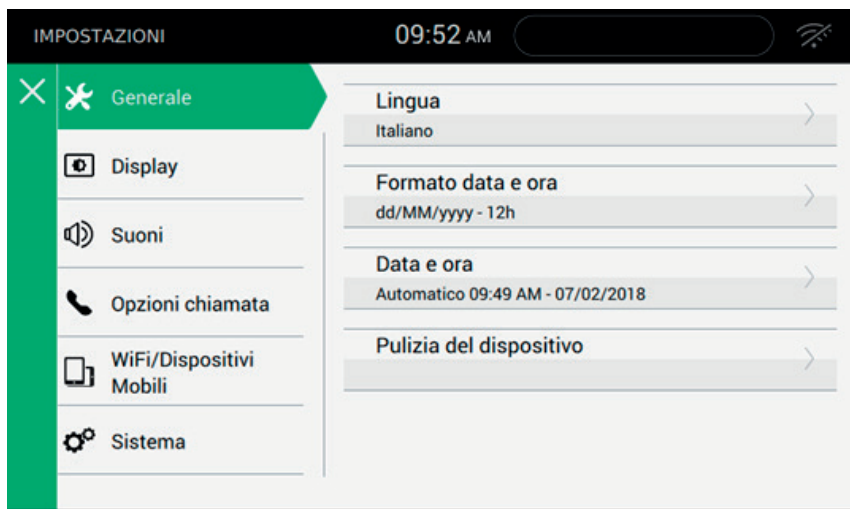 IMPOSTAZIONI
09:52 AM
Generale
Display
Suoni
Opzioni chiamata
WiFi/Dispositivi
Mobili
Sistema
Lingua
Italiano
Formato data e ora
dd/MM/yyyy - 12h
Data e ora
Automatico 09:49 AM - 07/02/2018
Pulizia del dispositivo